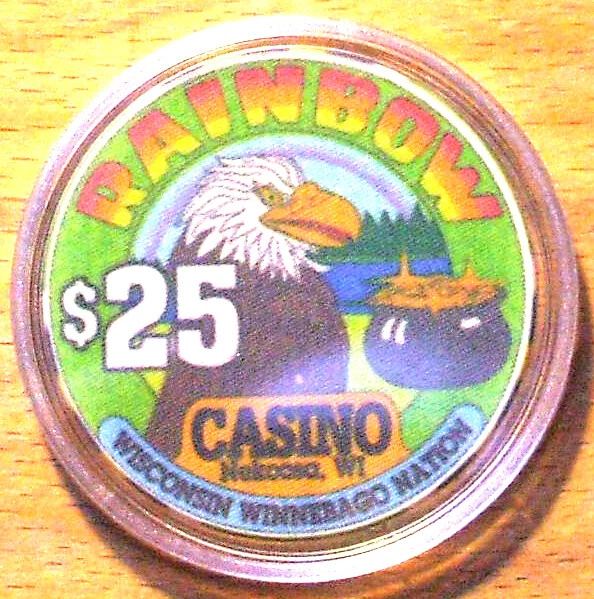 RAINBOW
$25
CASINO
Nekoosa, WI
WISCONSIN WINNEBAGO NATION